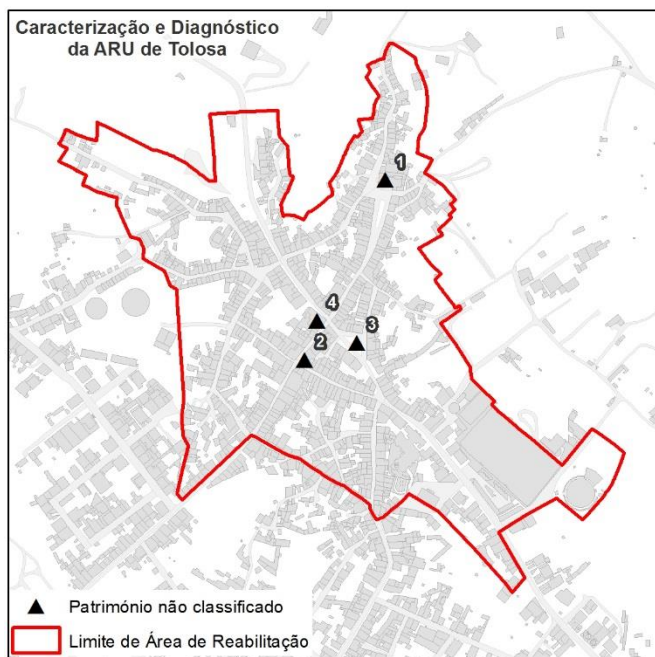 Caracterização e Diagnóstico
da ARU de Tolosa
1
4
3
2
Património não classificado
Limite de Área de Reabilitação